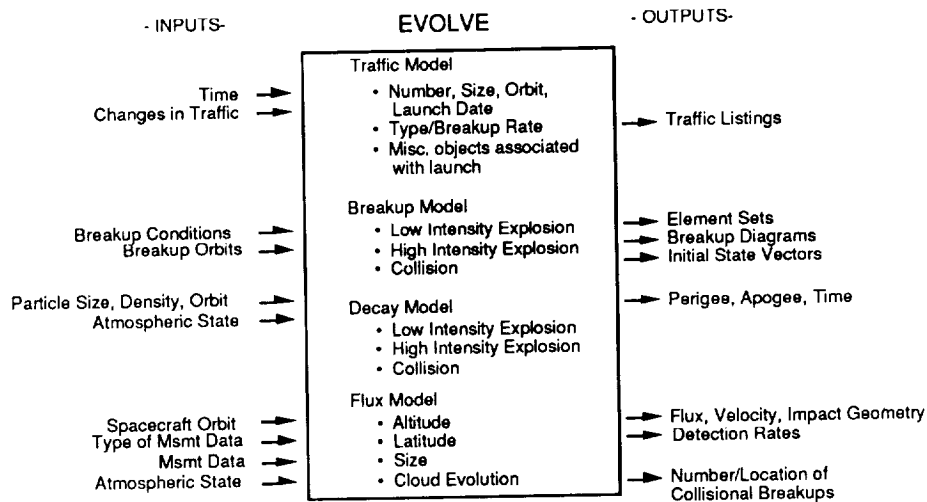 - INPUTS-
EVOLVE
- OUTPUTS-
Time
Changes in Traffic
Traffic Model
• Number, Size, Orbit,
Launch Date
• Type/Breakup Rate
• Misc. objects associated
with launch
Traffic Listings
Breakup Conditions
Breakup Orbits
Breakup Model
• Low Intensity Explosion
• High Intensity Explosion
• Collision
Element Sets
Breakup Diagrams
Initial State Vectors
Particle Size, Density, Orbit
Atmospheric State
Decay Model
• Low Intensity Explosion
• High Intensity Explosion
• Collision
Perigee, Apogee, Time
Spacecraft Orbit
Type of Msmt Data
Msmt Data
Atmospheric State
Flux Model
• Altitude
• Latitude
• Size
• Cloud Evolution
Flux, Velocity, Impact Geometry
Detection Rates
Number/Location of
Collisional Breakups